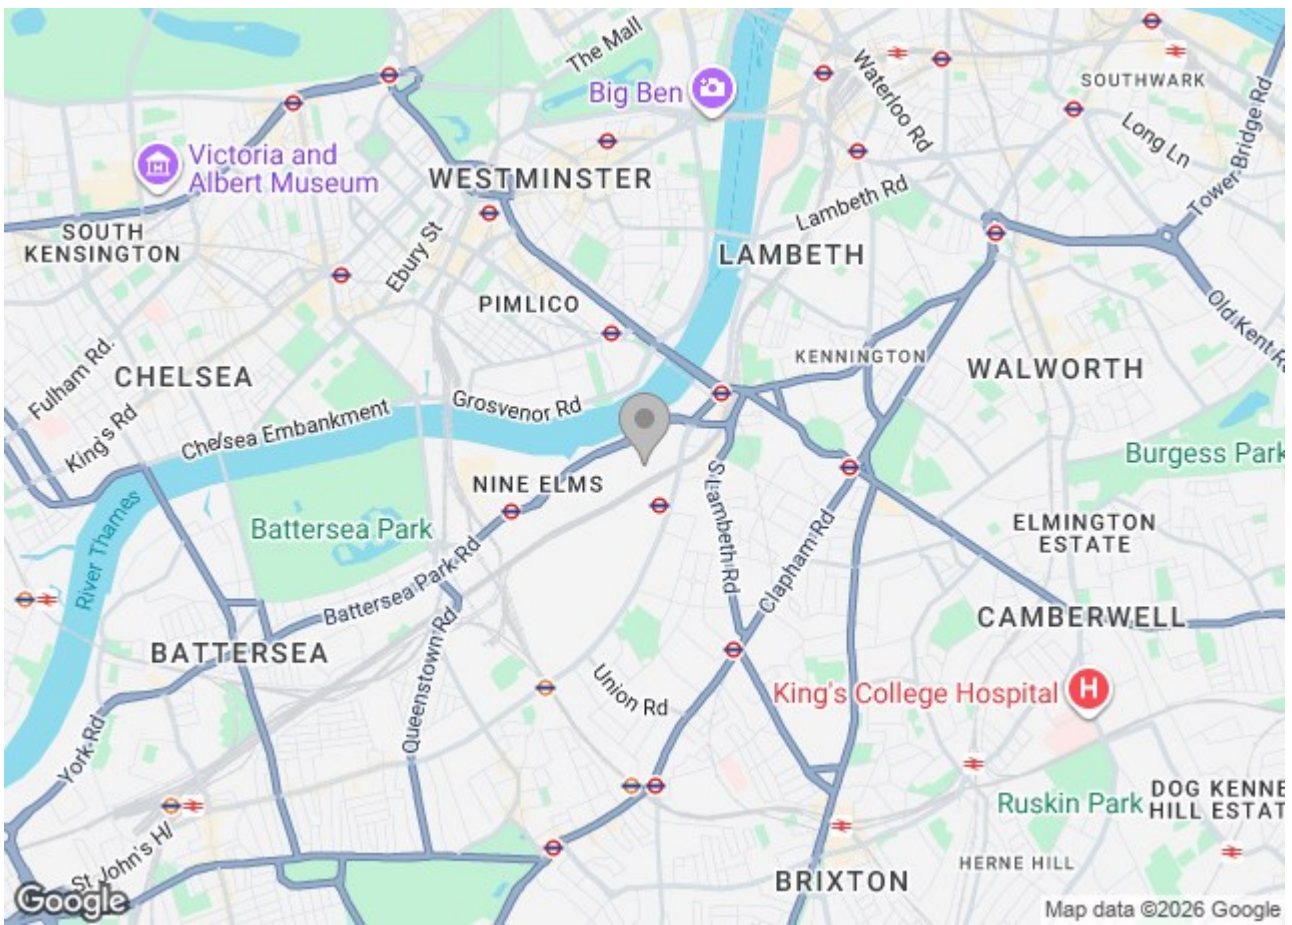 The Mall
Big Ben
Waterloo Rd
SOUTHWARK
Long Ln
Tower Bridge Rd
Victoria and
Albert Museum
WESTMINSTER
Lambeth Rd
SOUTH
KENSINGTON
Ebury St
LAMBETH
PIMLICO
Old Kent R
KENNINGTON
WALWORTH
Fulham Rd.
CHELSEA
King's Rd
Chelsea Embankment
Grosvenor Rd
Burgess Park
NINE ELMS
S Lambeth Rd
Battersea Park
ELMINGTON
ESTATE
River Thames
Clapham Rd
Battersea Park Rd
CAMBERWELL
BATTERSEA
Queenstown Rd
Union Rd
King's College Hospital
H
York Rd
Ruskin Park
DOG KENNE
HILL ESTAT
St John's Hl
HERNE HILL
BRIXTON
Google
Map data ©2026 Google